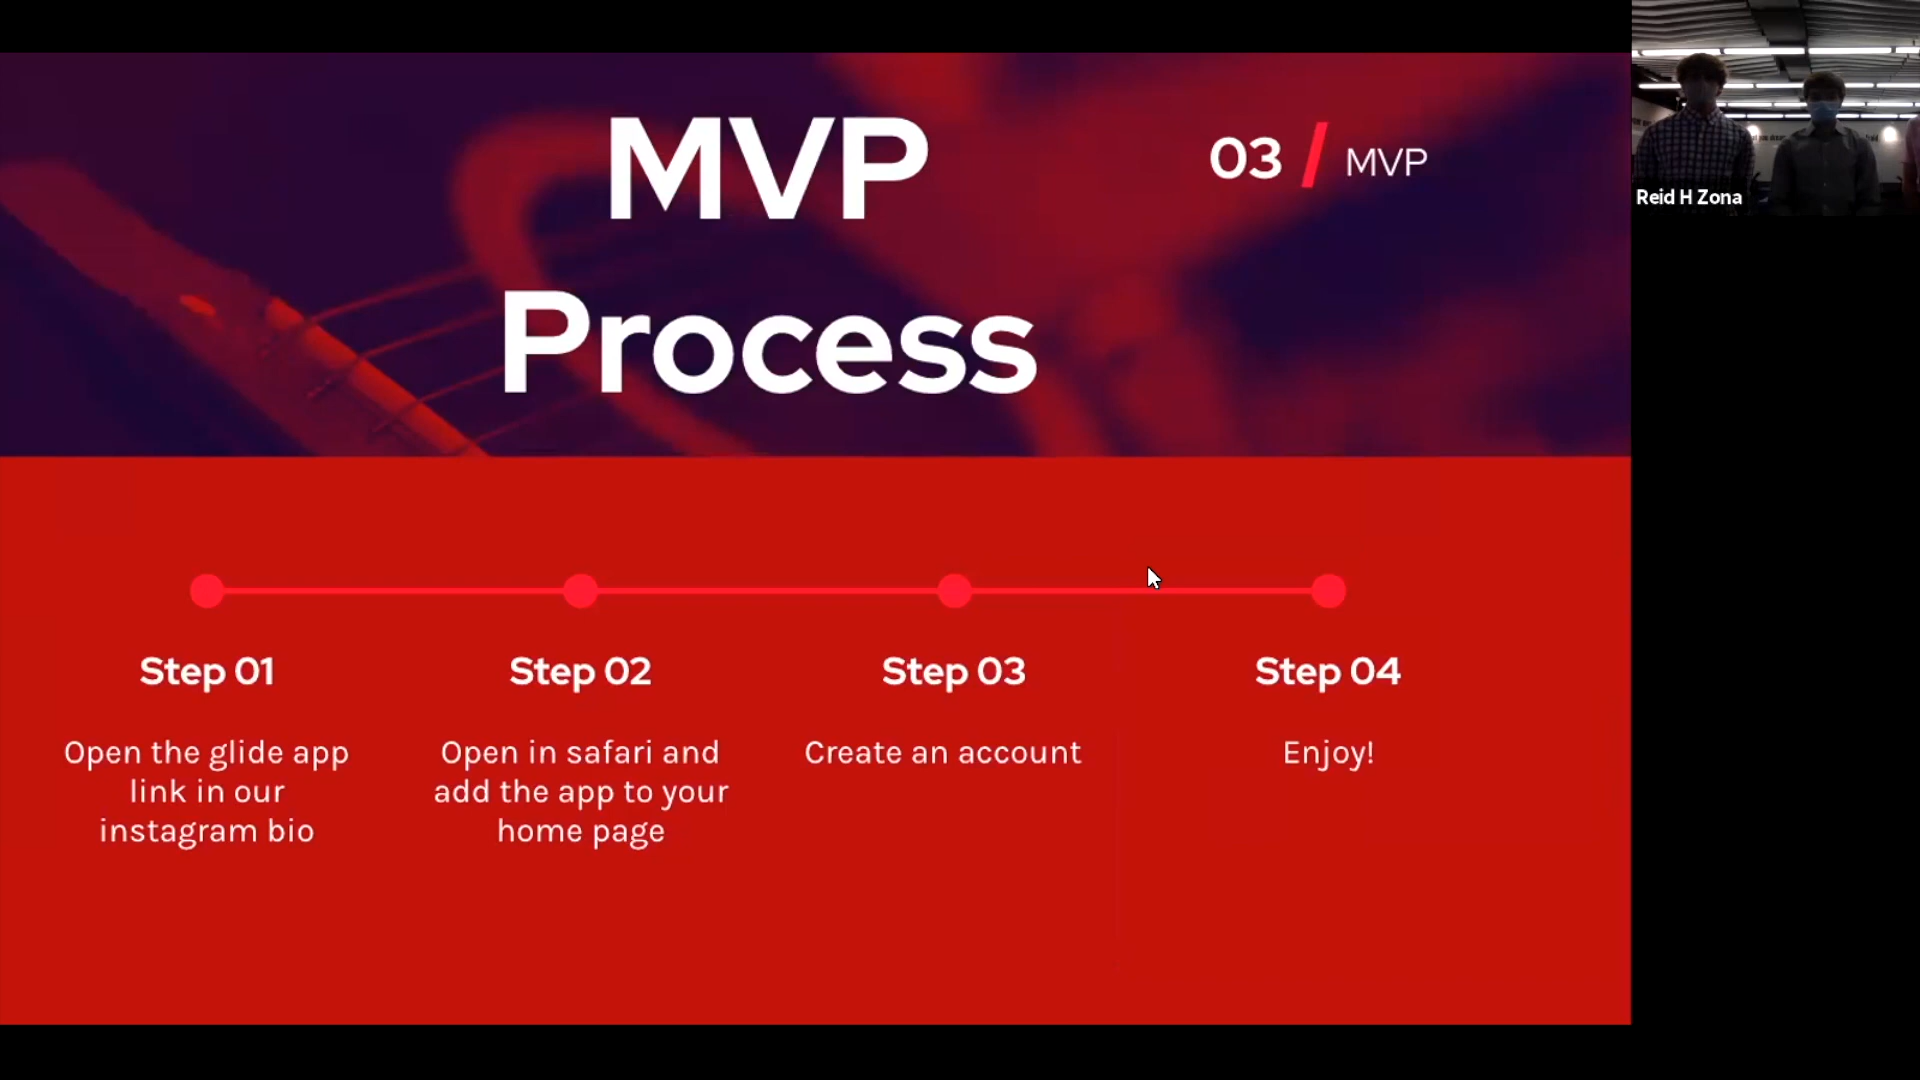 MVP
Process
03 / MVP
Reid H Zona
Step 01
Open the glide app
link in our
instagram bio
Step 02
Open in safari and
add the app to your
home page
Step 03
Create an account
Step 04
Enjoy!